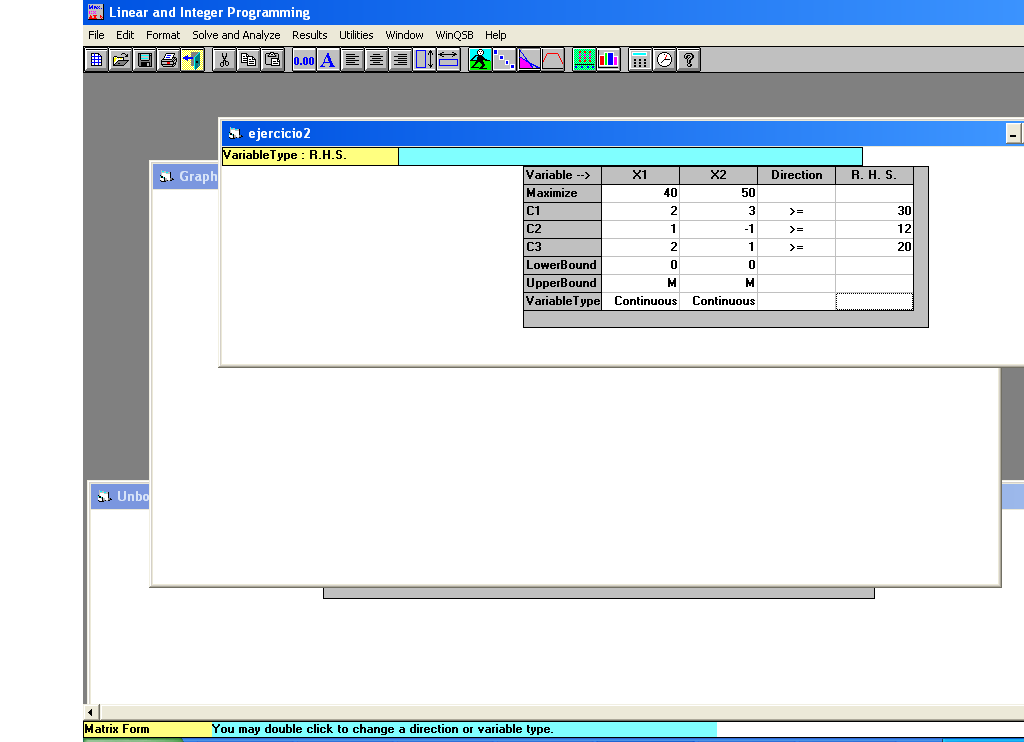 Linear and Integer Programming
File Edit Format Solve and Analyze Results Utilities Window WinQSB Help
0.00 A
ejercicio2
VariableType : R.H.S.
Graph
Variable --> X1 X2 Direction R. H. S.
Maximize 40 50
C1 2 3 >= 30
C2 1 -1 >= 12
C3 2 1 >= 20
LowerBound 0 0
UpperBound M M
VariableType Continuous Continuous
Unbo
Matrix Form You may double click to change a direction or variable type.